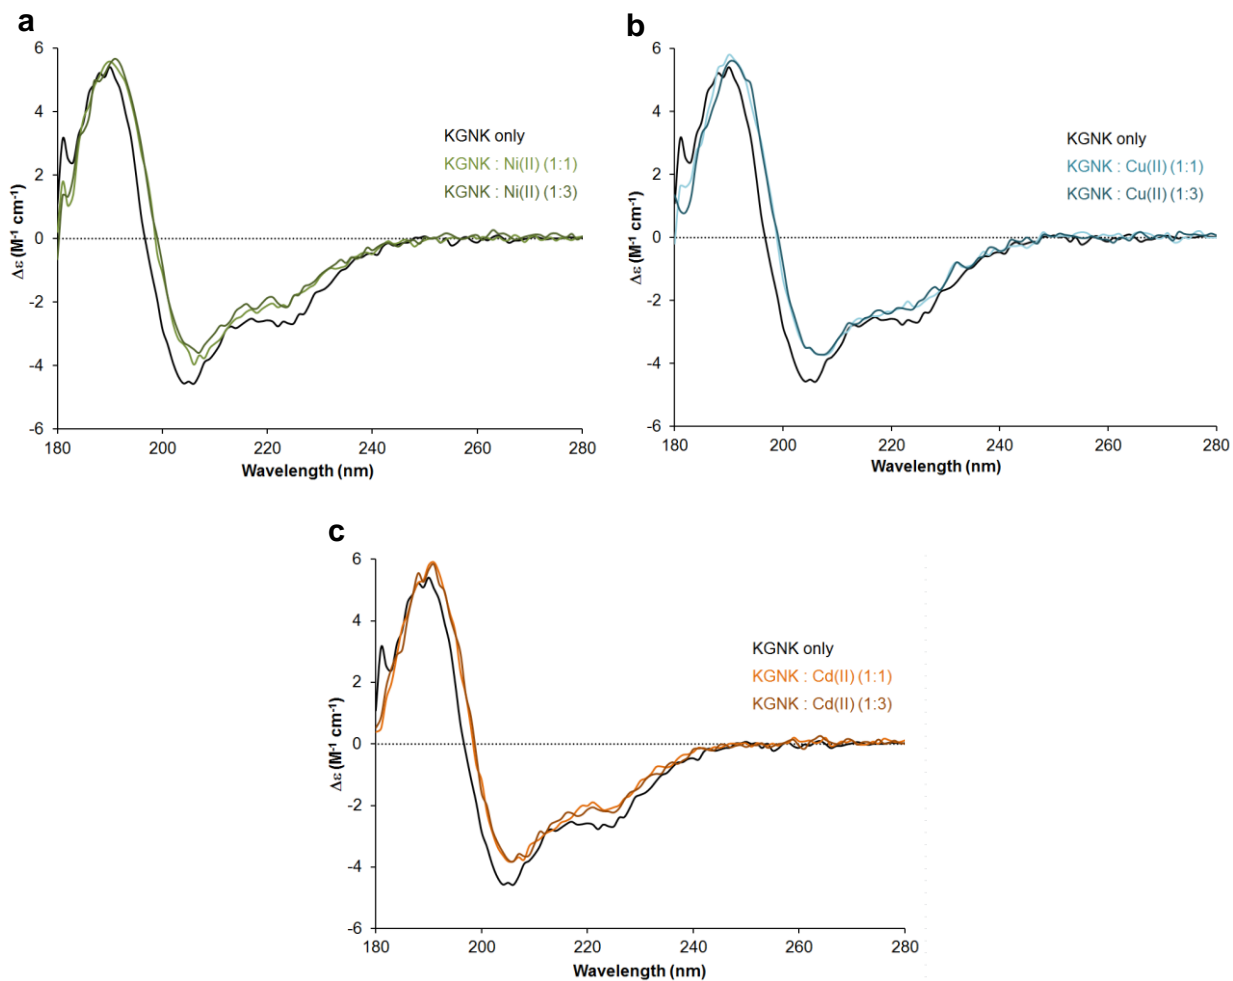 a
6
4
2
0
-2
-4
-6
180
200
220
240
260
280
Δε (M⁻¹ cm⁻¹)
Wavelength (nm)
KGNK only
KGNK : Ni(II) (1:1)
KGNK : Ni(II) (1:3)
b
6
4
2
0
-2
-4
-6
180
200
220
240
260
280
Δε (M⁻¹ cm⁻¹)
Wavelength (nm)
KGNK only
KGNK : Cu(II) (1:1)
KGNK : Cu(II) (1:3)
c
6
4
2
0
-2
-4
-6
180
200
220
240
260
280
Δε (M⁻¹ cm⁻¹)
Wavelength (nm)
KGNK only
KGNK : Cd(II) (1:1)
KGNK : Cd(II) (1:3)